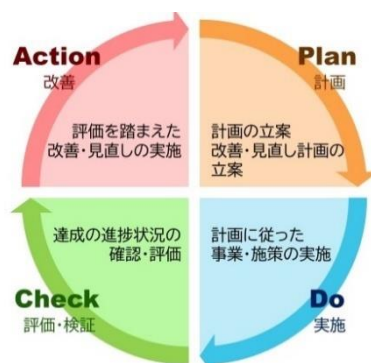 Action
改善
評価を踏まえた
改善・見直しの実施
Plan
計画
計画の立案
改善・見直し計画の
立案
達成の進捗状況の
確認・評価
Check
評価・検証
計画に従った
事業・施策の実施
Do
実施